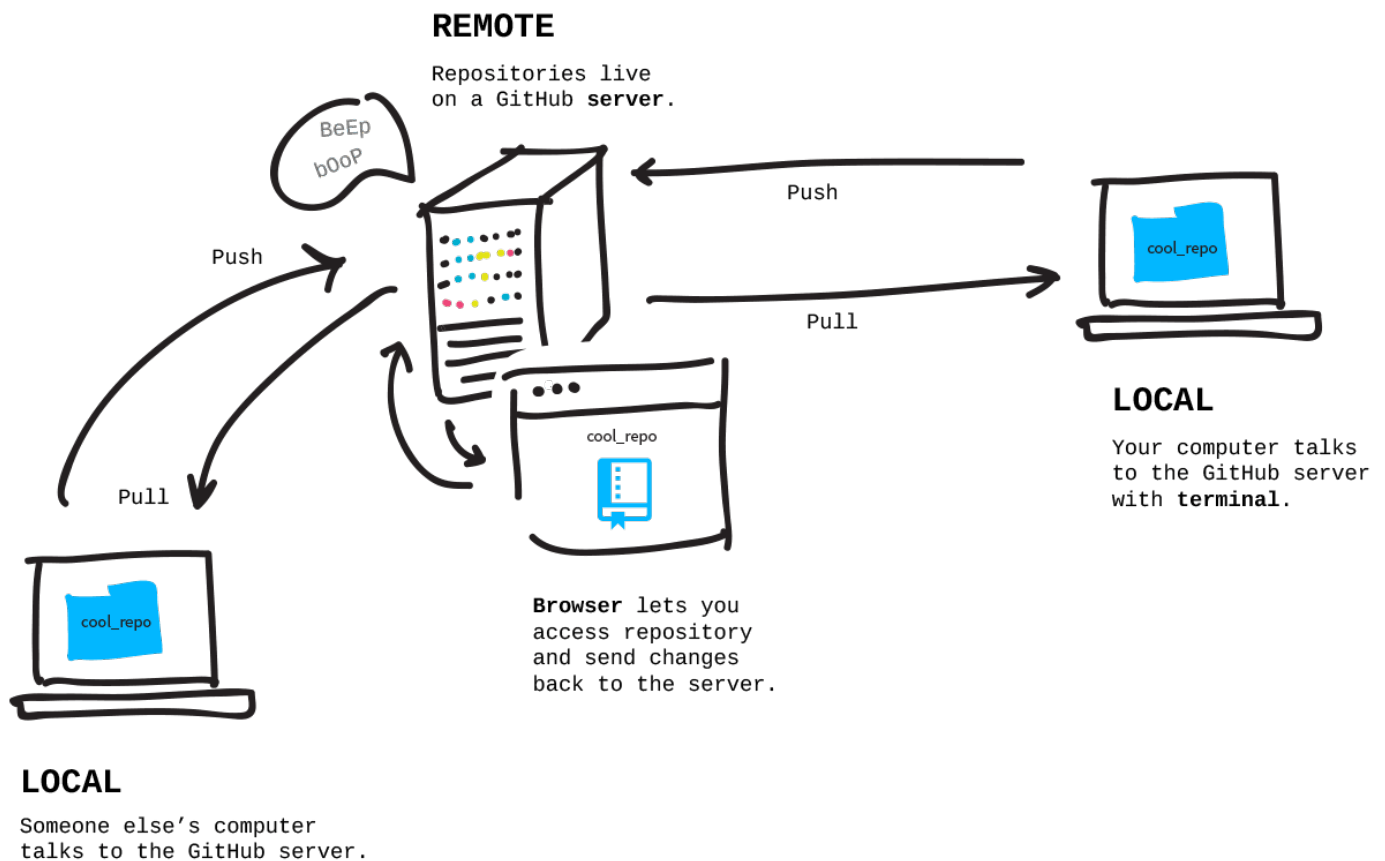 REMOTE
Repositories live
on a GitHub server.
BeEp
bOoP
Push
Pull
Push
Pull
cool_repo
cool_repo
LOCAL
Your computer talks
to the GitHub server
with terminal.
Browser lets you
access repository
and send changes
back to the server.
cool_repo
LOCAL
Someone else’s computer
talks to the GitHub server.